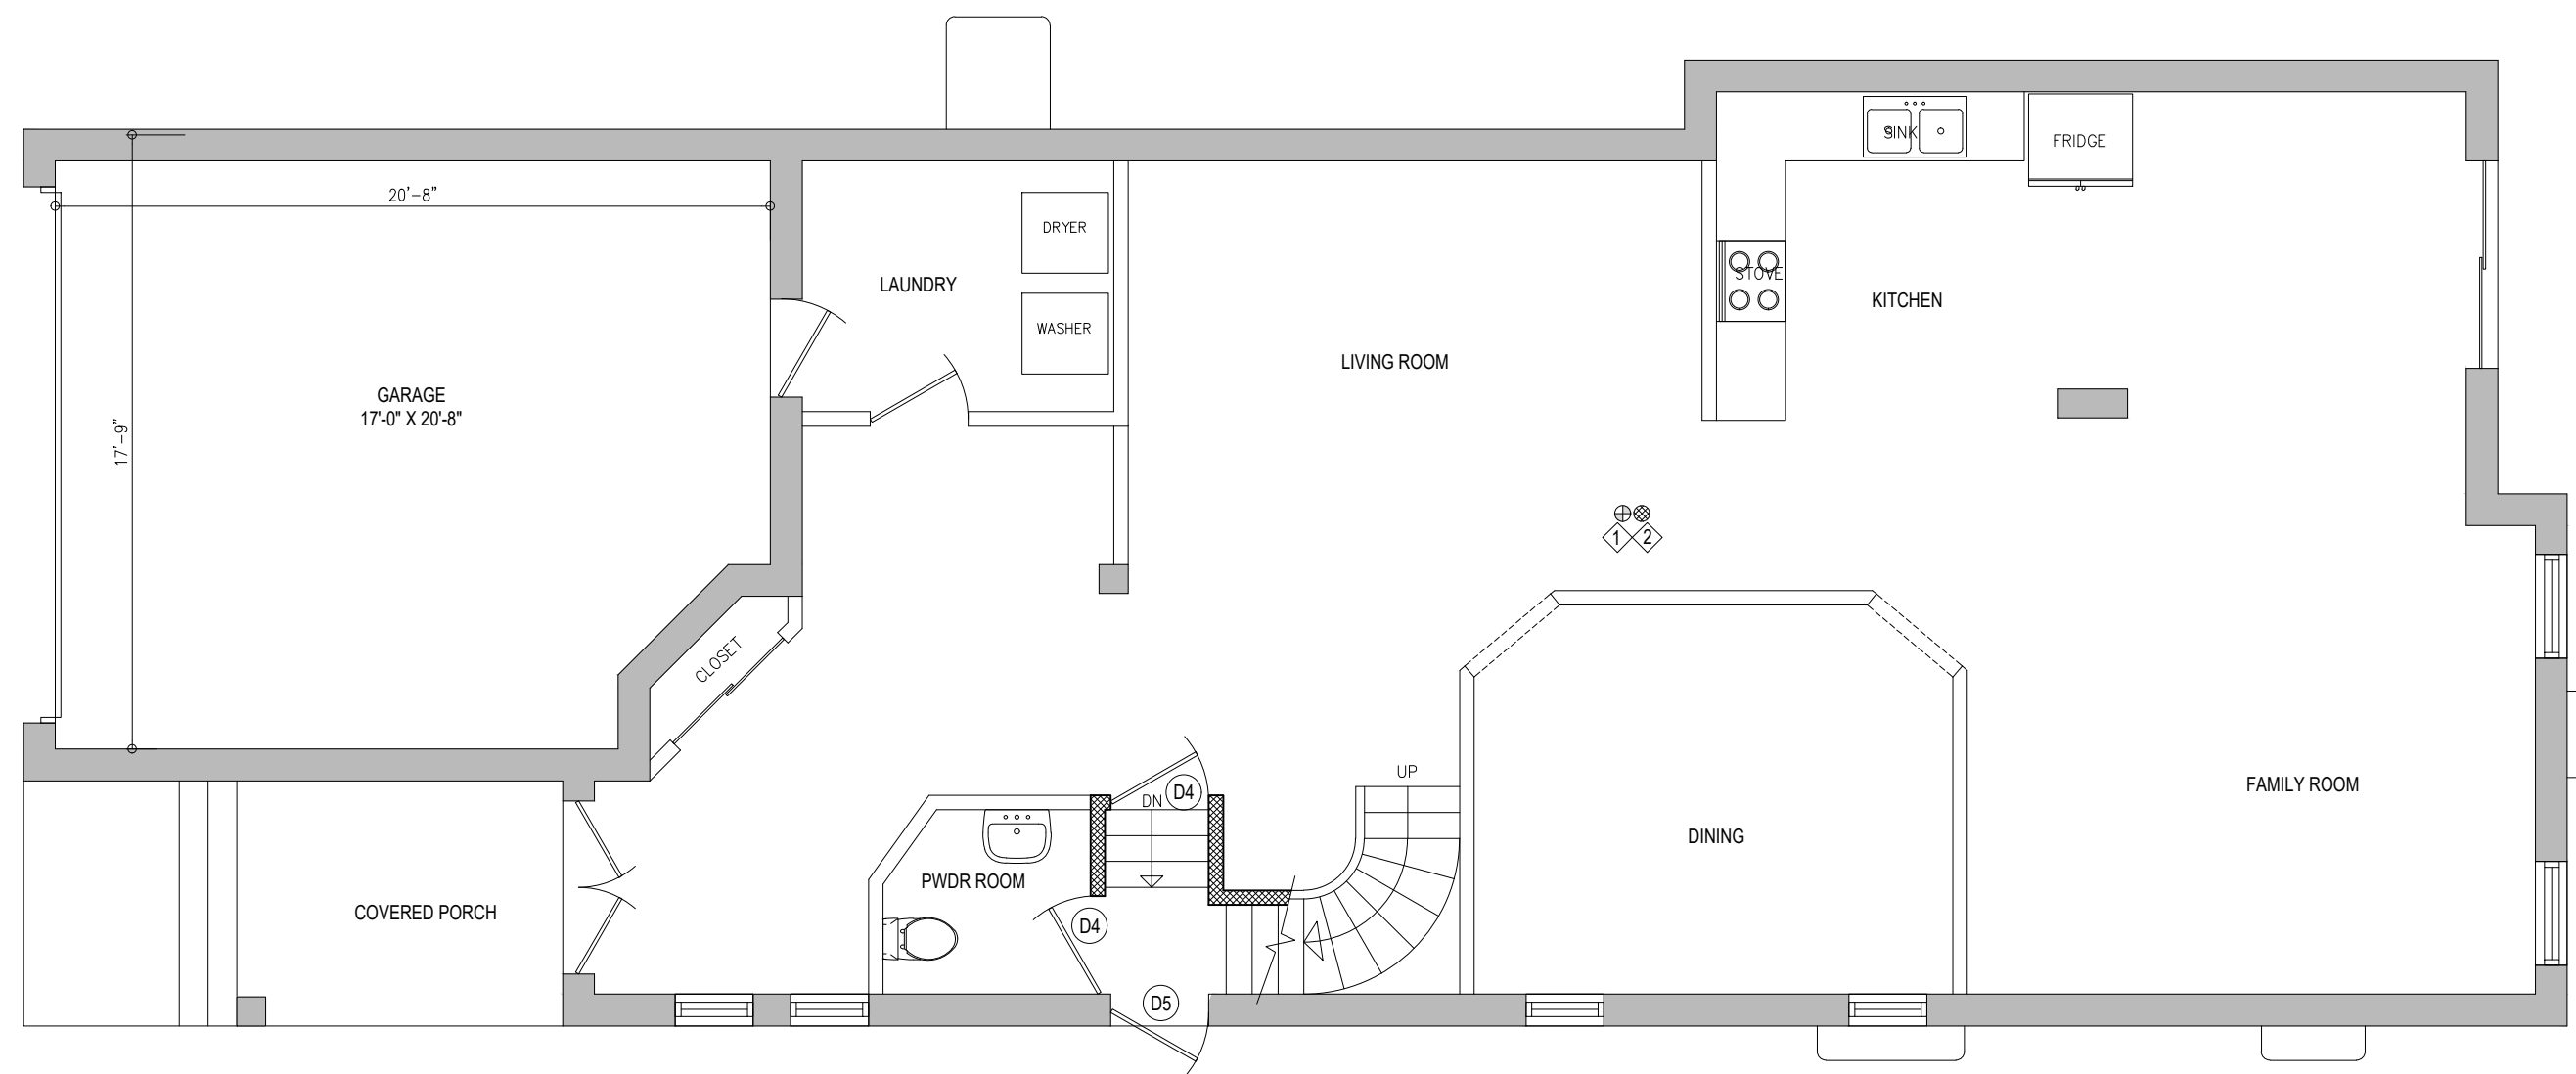 20'-8"
SINK
FRIDGE
DRYER
LAUNDRY
STOVE
KITCHEN
WASHER
LIVING ROOM
GARAGE
17'-0" X 20'-8"
17'-9"
1 2
CLOSET
UP
FAMILY ROOM
DN D4
DINING
PWDR ROOM
COVERED PORCH
D4
D5